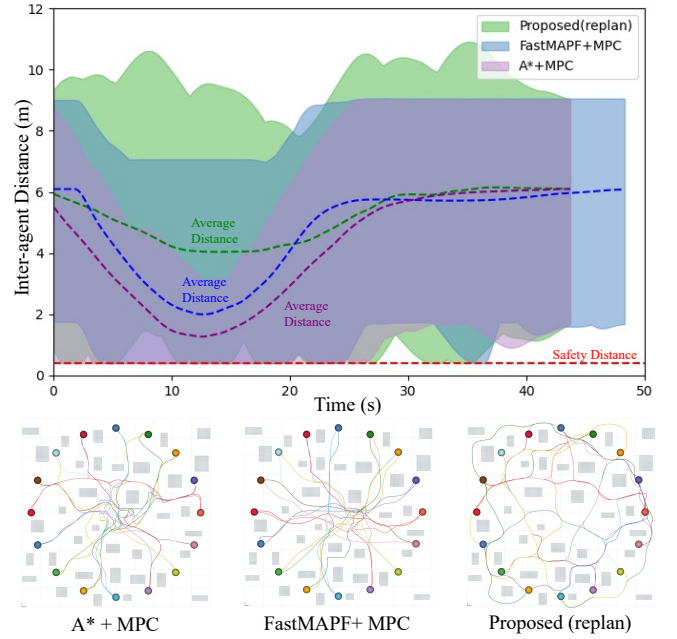 12
10
8
6
4
2
0
Inter-agent Distance (m)
Proposed(replan)
FastMAPF+MPC
A*+MPC
Average
Distance
Average
Distance
Average
Distance
Safety Distance
0
10
20
30
40
50
Time (s)
A* + MPC
FastMAPF+ MPC
Proposed (replan)